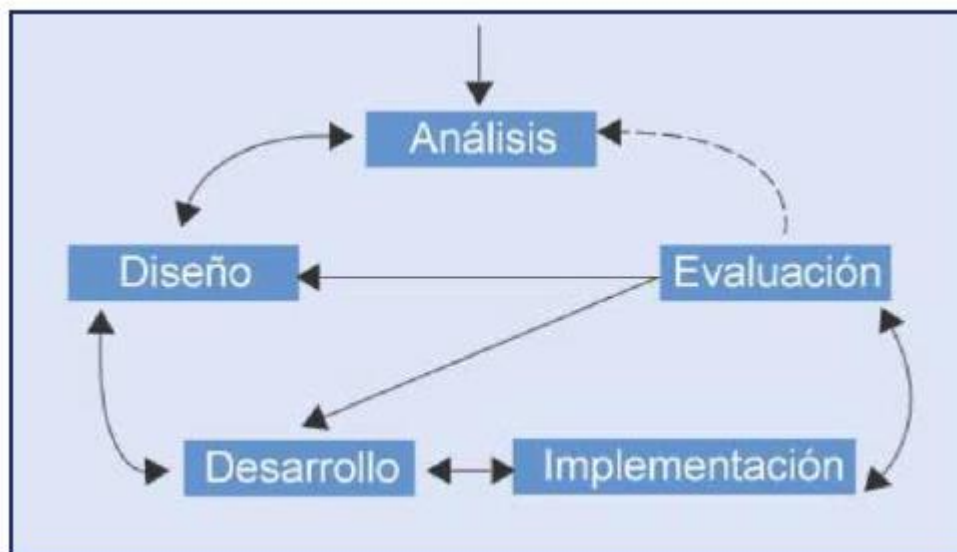 Análisis
Diseño
Evaluación
Desarrollo
Implementación